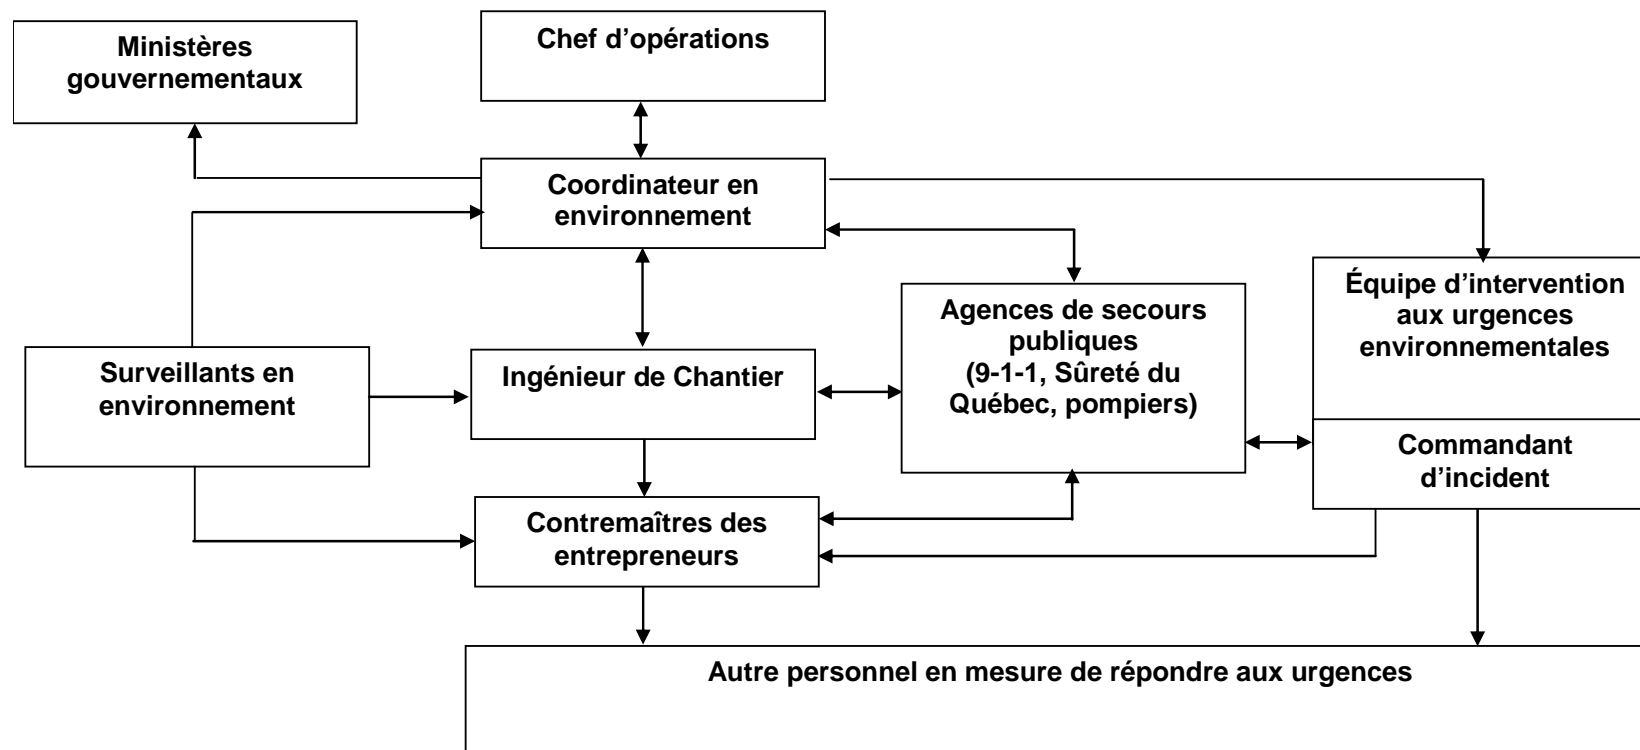 Ministères
gouvernementaux
Chef d’opérations
Coordinateur en
environnement
Équipe d’intervention
aux urgences
environnementales
Agences de secours
publiques
(9-1-1, Sûreté du
Québec, pompiers)
Surveillants en
environnement
Ingénieur de Chantier
Commandant
d’incident
Contremaîtres des
entrepreneurs
Autre personnel en mesure de répondre aux urgences